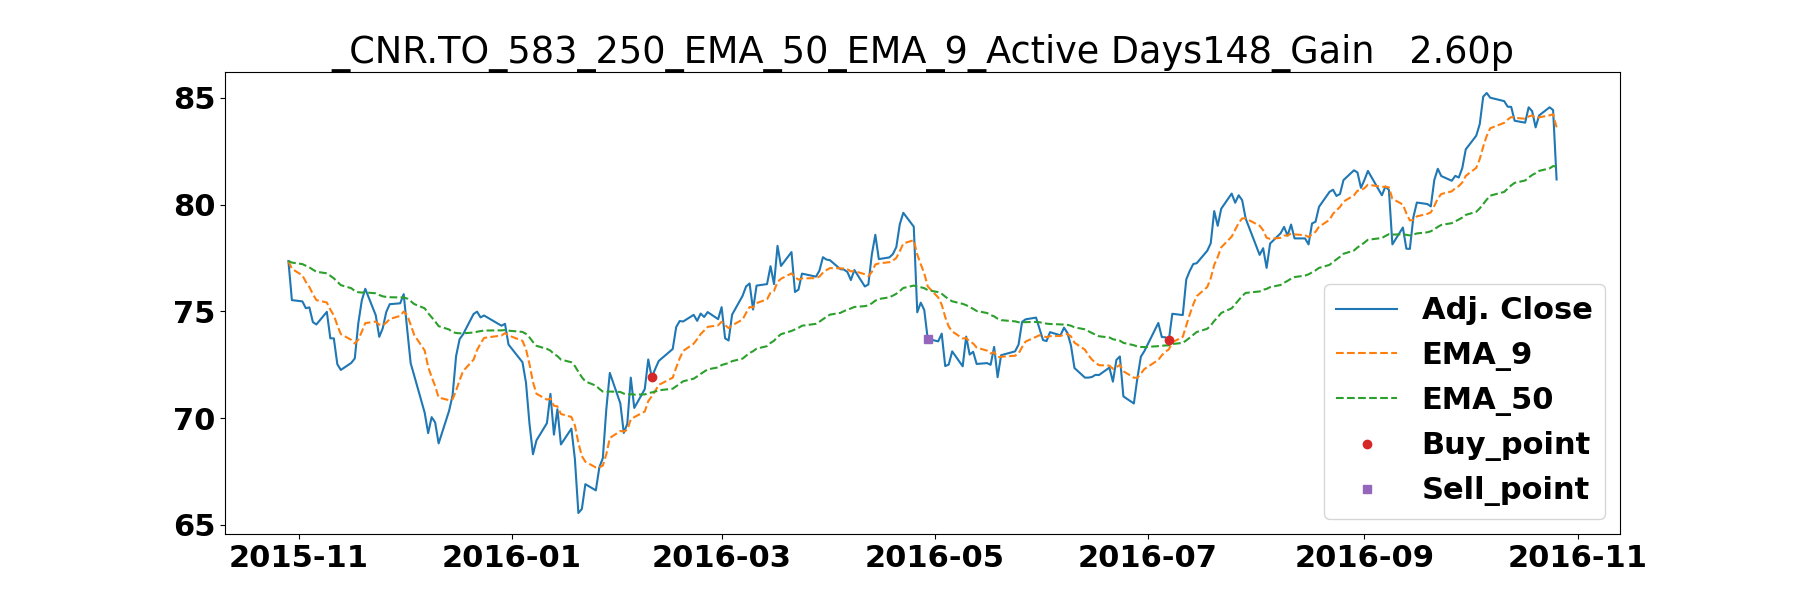 _CNR.TO_583_250_EMA_50_EMA_9_Active Days148_Gain   2.60p
85
80
75
70
65
Adj. Close
EMA_9
EMA_50
Buy_point
Sell_point
2015-11 2016-01 2016-03 2016-05 2016-07 2016-09 2016-11